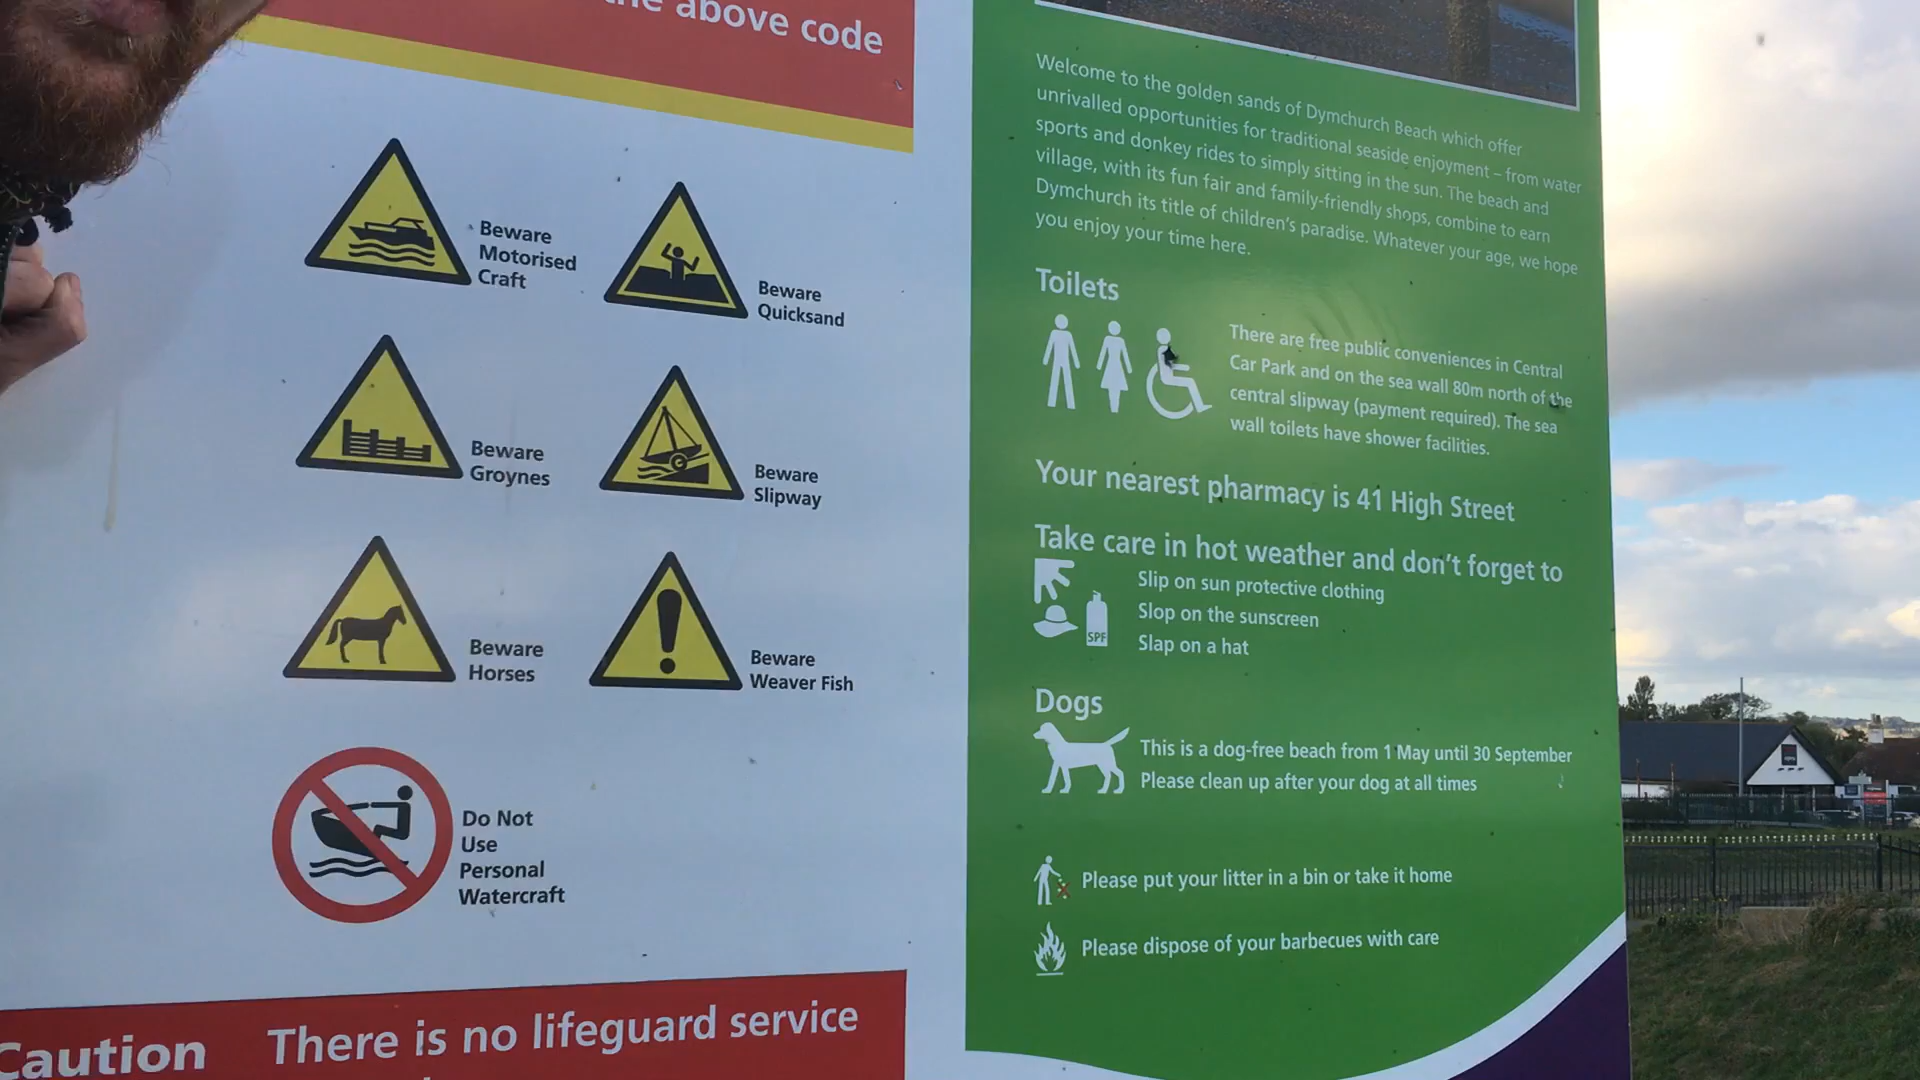 the above code
Beware
Motorised
Craft
Beware
Quicksand
Beware
Groynes
Beware
Slipway
Beware
Horses
Beware
Weaver Fish
Do Not
Use
Personal
Watercraft
Caution There is no lifeguard service
Welcome to the golden sands of Dymchurch Beach which offer
unrivalled opportunities for traditional seaside enjoyment – from water
sports and donkey rides to simply sitting in the sun. The beach and
village, with its fun fair and family-friendly shops, combine to earn
Dymchurch its title of children's paradise. Whatever your age, we hope
you enjoy your time here.
Toilets
There are free public conveniences in Central
Car Park and on the sea wall 80m north of the
central slipway (payment required). The sea
wall toilets have shower facilities.
Your nearest pharmacy is 41 High Street
Take care in hot weather and don't forget to
Slip on sun protective clothing
Slop on the sunscreen
Slap on a hat
SPF
Dogs
This is a dog-free beach from 1 May until 30 September
Please clean up after your dog at all times
Please put your litter in a bin or take it home
Please dispose of your barbecues with care